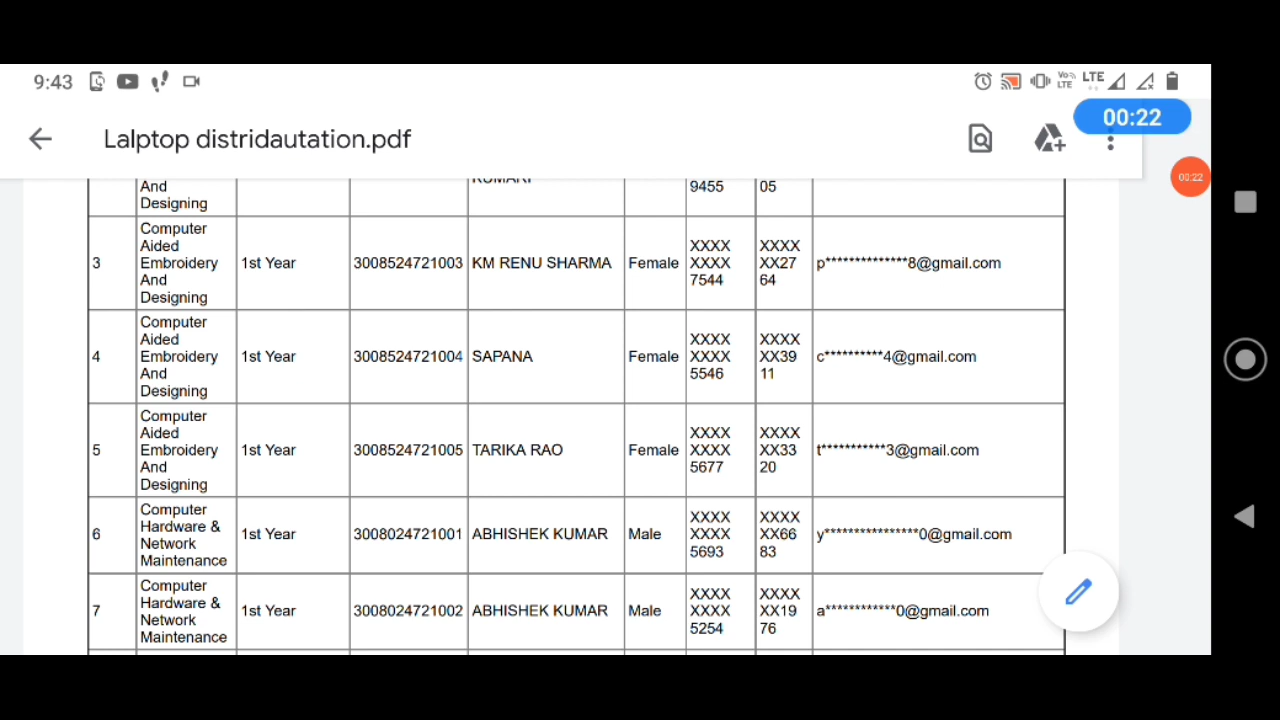 9:43
Vo)) LTE LTE
00:22
Lalptop distridautation.pdf
00:22
And Designing KUMARI 9455 05
3 Computer Aided Embroidery And Designing 1st Year 3008524721003 KM RENU SHARMA Female XXXX XXXX 7544 XXXX XX27 64 p**************8@gmail.com
4 Computer Aided Embroidery And Designing 1st Year 3008524721004 SAPANA Female XXXX XXXX 5546 XXXX XX39 11 c**********4@gmail.com
5 Computer Aided Embroidery And Designing 1st Year 3008524721005 TARIKA RAO Female XXXX XXXX 5677 XXXX XX33 20 t***********3@gmail.com
6 Computer Hardware & Network Maintenance 1st Year 3008024721001 ABHISHEK KUMAR Male XXXX XXXX 5693 XXXX XX66 83 y****************0@gmail.com
7 Computer Hardware & Network Maintenance 1st Year 3008024721002 ABHISHEK KUMAR Male XXXX XXXX 5254 XXXX XX19 76 a************0@gmail.com